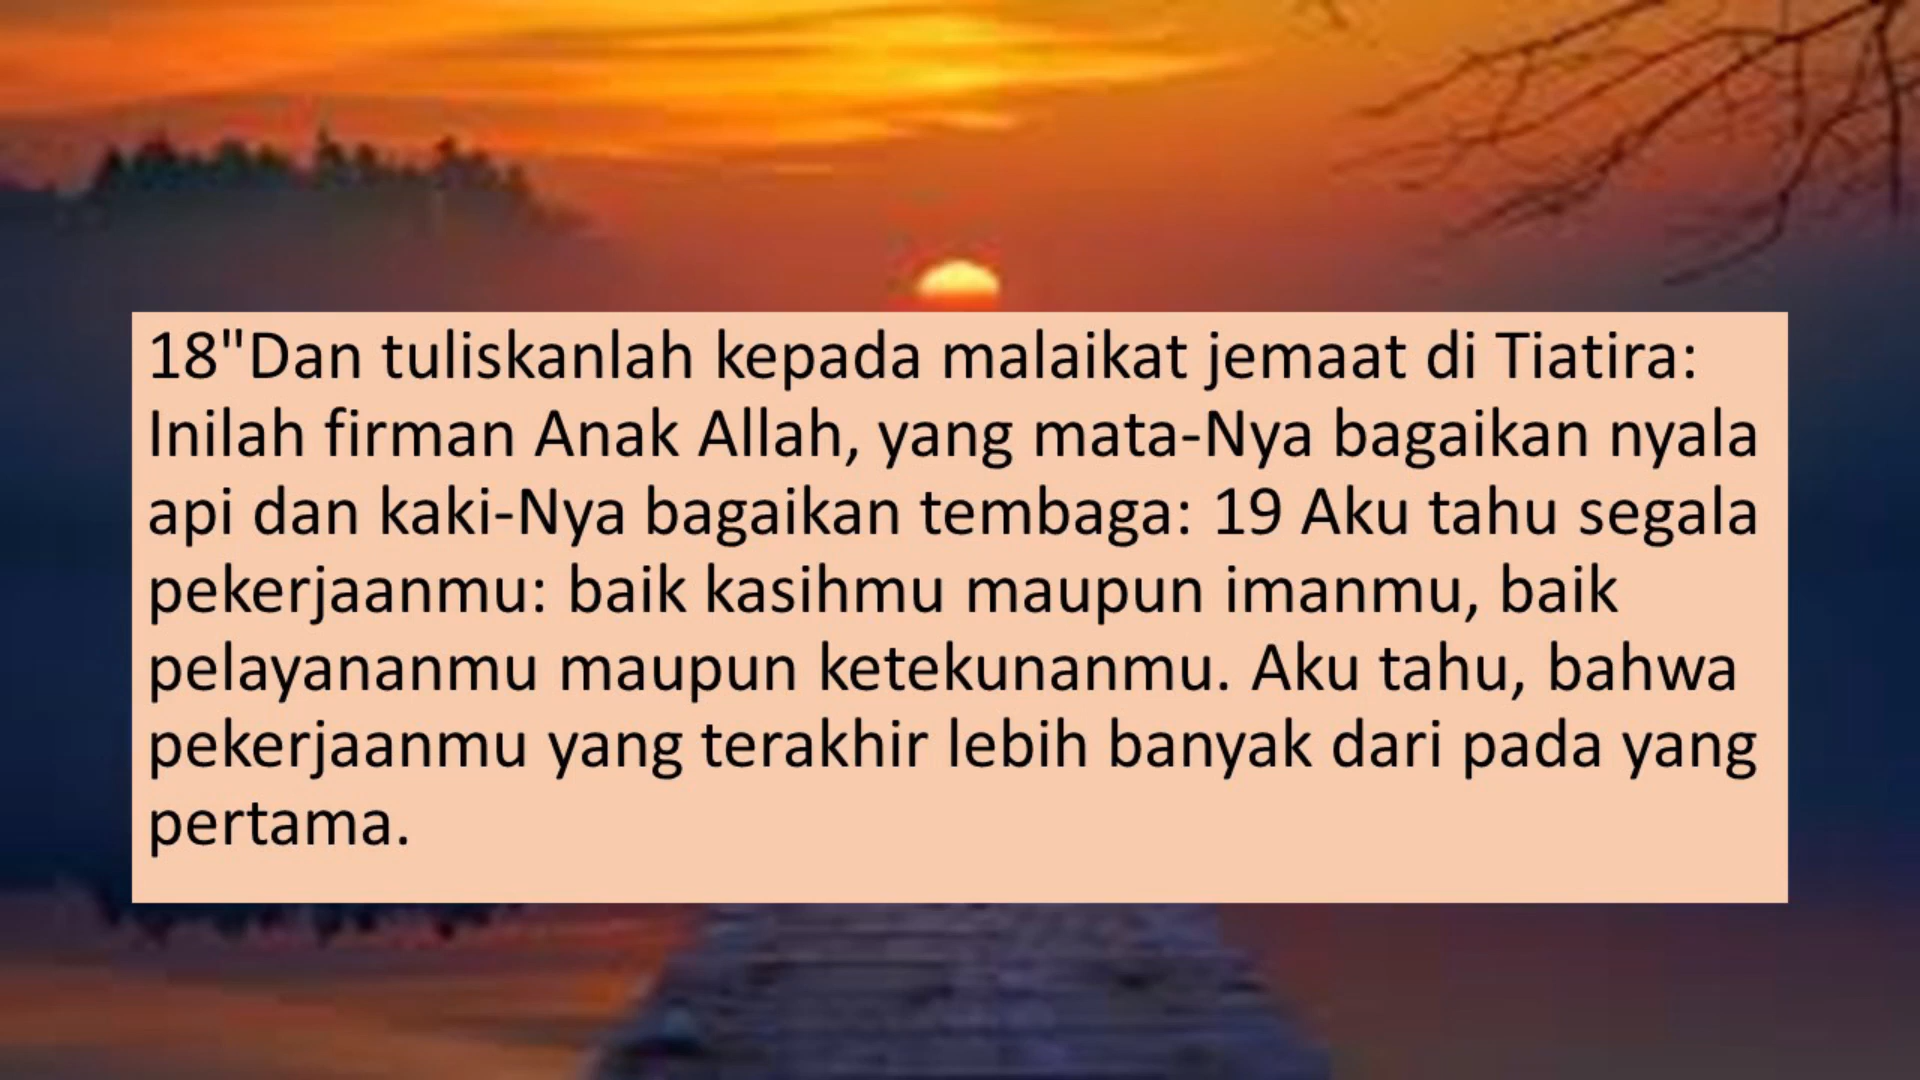 18"Dan tuliskanlah kepada malaikat jemaat di Tiatira:
Inilah firman Anak Allah, yang mata-Nya bagaikan nyala
api dan kaki-Nya bagaikan tembaga: 19 Aku tahu segala
pekerjaanmu: baik kasihmu maupun imanmu, baik
pelayananmu maupun ketekunanmu. Aku tahu, bahwa
pekerjaanmu yang terakhir lebih banyak dari pada yang
pertama.